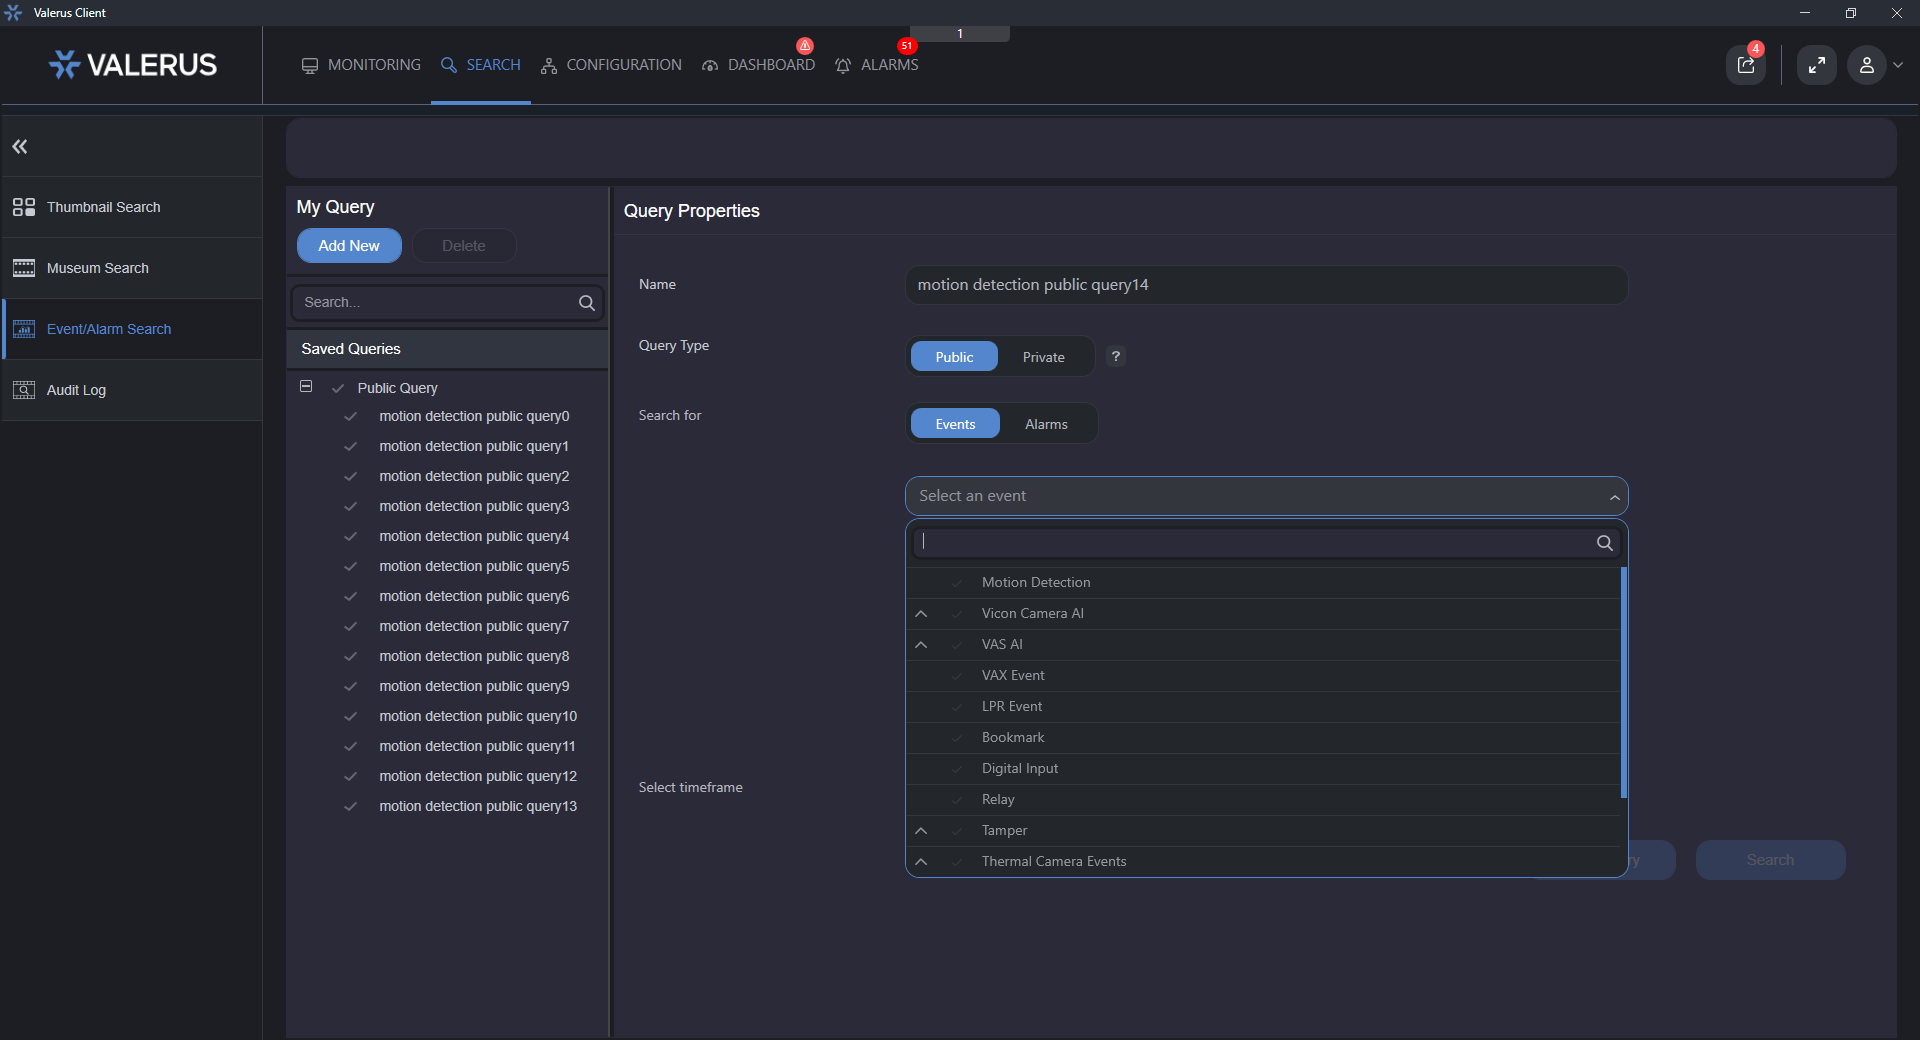 Valerus Client
1
VALERUS
MONITORING
SEARCH
CONFIGURATION
DASHBOARD
51
ALARMS
4
Thumbnail Search
Museum Search
Event/Alarm Search
Audit Log
My Query
Add New
Delete
Search...
Saved Queries
Public Query
motion detection public query0
motion detection public query1
motion detection public query2
motion detection public query3
motion detection public query4
motion detection public query5
motion detection public query6
motion detection public query7
motion detection public query8
motion detection public query9
motion detection public query10
motion detection public query11
motion detection public query12
motion detection public query13
Query Properties
Name
motion detection public query14
Query Type
Public
Private
?
Search for
Events
Alarms
Select an event
Motion Detection
Vicon Camera AI
VAS AI
VAX Event
LPR Event
Bookmark
Digital Input
Relay
Tamper
Thermal Camera Events
Select timeframe
Search